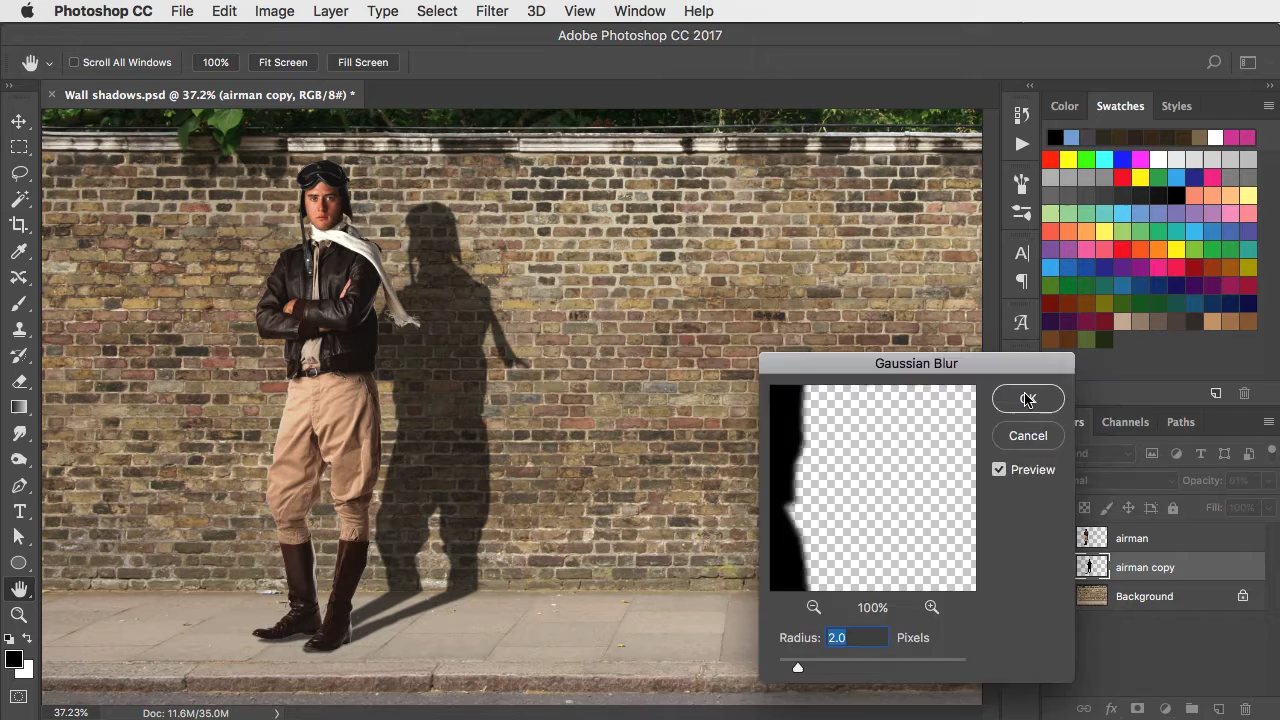 Photoshop CC File Edit Image Layer Type Select Filter 3D View Window Help
Adobe Photoshop CC 2017
Scroll All Windows 100% Fit Screen Fill Screen
Wall shadows.psd @ 37.2% (airman copy, RGB/8#) *
Color Swatches Styles
Gaussian Blur
Cancel
Preview
100%
Radius: 2.0 Pixels
Channels Paths
Opacity: 81%
Fill: 100%
airman
airman copy
Background
37.23% Doc: 11.6M/35.0M